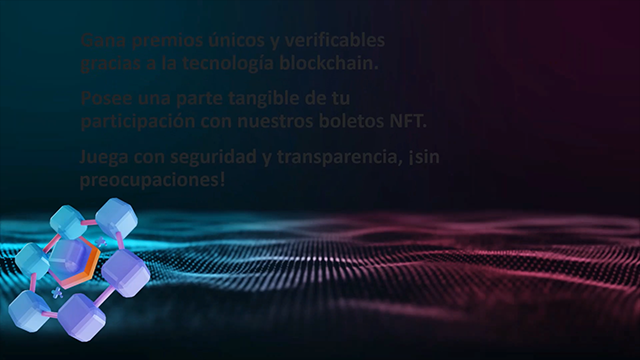 Gana premios únicos y verificables
gracias a la tecnología blockchain.
Posee una parte tangible de tu
participación con nuestros boletos NFT.
Juega con seguridad y transparencia, ¡sin
preocupaciones!